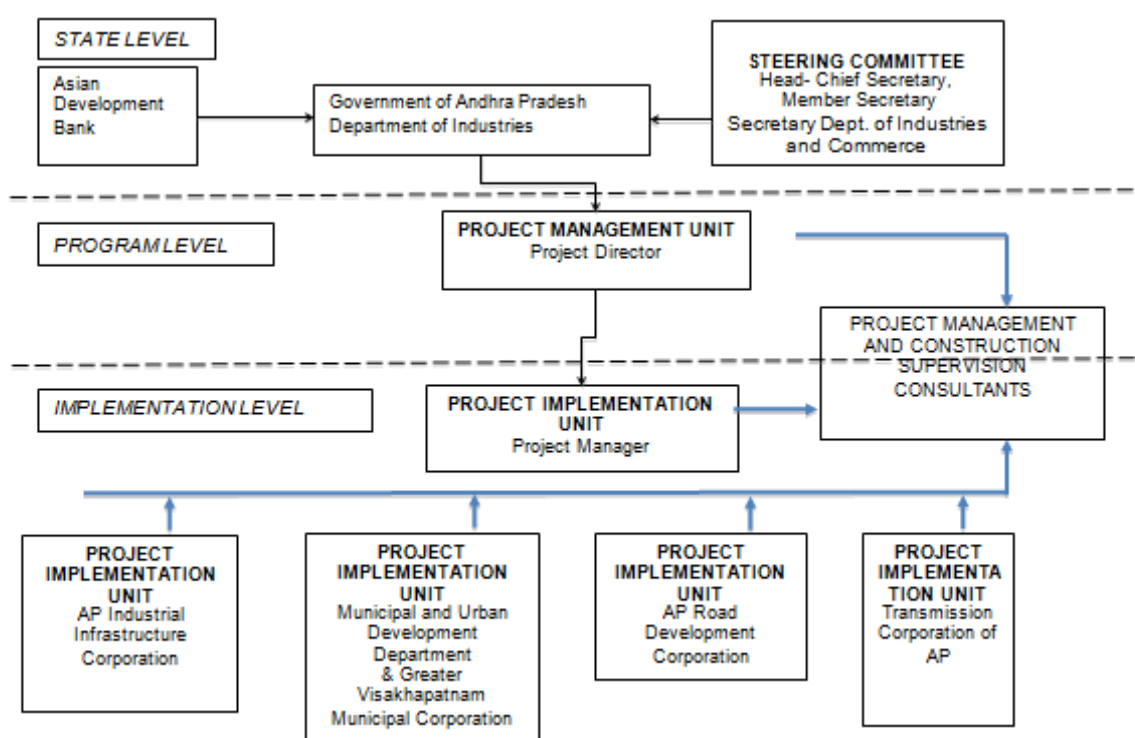 STATE LEVEL
Asian
Development
Bank
Government of Andhra Pradesh
Department of Industries
STEERING COMMITTEE
Head- Chief Secretary,
Member Secretary
Secretary Dept. of Industries
and Commerce
PROGRAM LEVEL
PROJECT MANAGEMENT UNIT
Project Director
PROJECT MANAGEMENT
AND CONSTRUCTION
SUPERVISION
CONSULTANTS
IMPLEMENTATION LEVEL
PROJECT IMPLEMENTATION
UNIT
Project Manager
PROJECT
IMPLEMENTATION
UNIT
AP Industrial
Infrastructure
Corporation
PROJECT
IMPLEMENTATION
UNIT
Municipal and Urban
Development
Department
& Greater
Visakhapatnam
Municipal Corporation
PROJECT
IMPLEMENTATION
UNIT
AP Road
Development
Corporation
PROJECT
IMPLEMENTA
TION UNIT
Transmission
Corporation of
AP